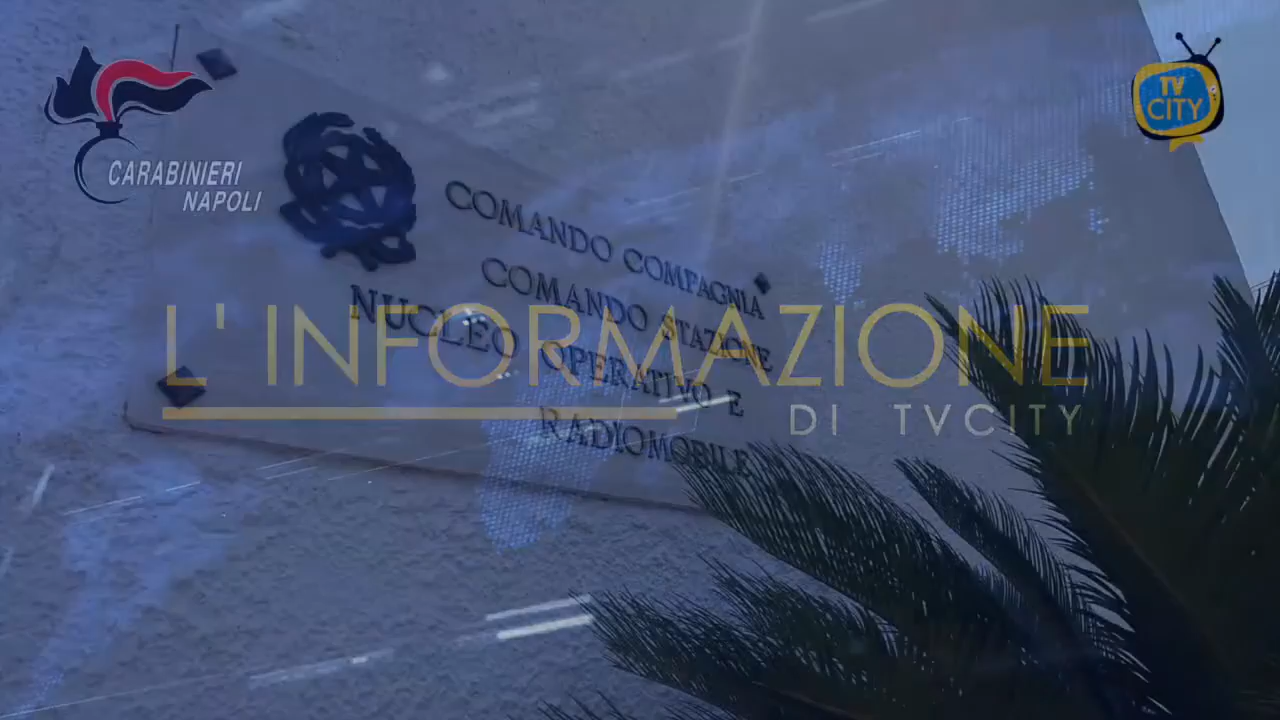 CARABINIERI
NAPOLI
TV
CITY
COMANDO COMPAGNIA
COMANDO STAZIONE
NUCLEO OPERATIVO E
RADIOMOBILE
L'INFORMAZIONE
DI TVCITY